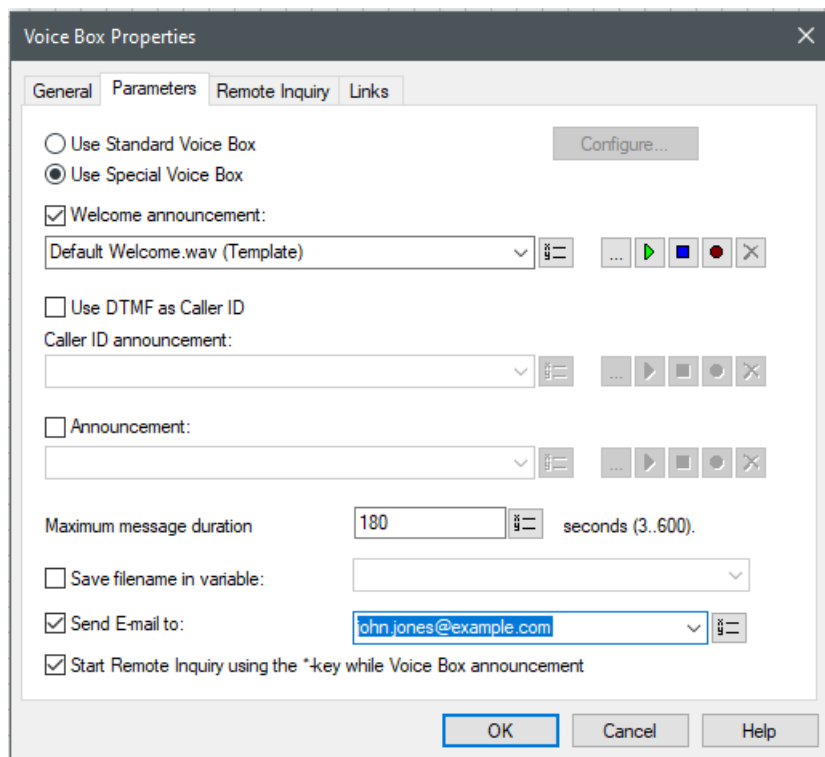 Voice Box Properties
General Parameters Remote Inquiry Links
Use Standard Voice Box Configure...
Use Special Voice Box
Welcome announcement:
Default Welcome.wav (Template) ...
Use DTMF as Caller ID
Caller ID announcement:
...
Announcement:
...
Maximum message duration 180 seconds (3..600).
Save filename in variable:
Send E-mail to: john.jones@example.com
Start Remote Inquiry using the *-key while Voice Box announcement
OK Cancel Help